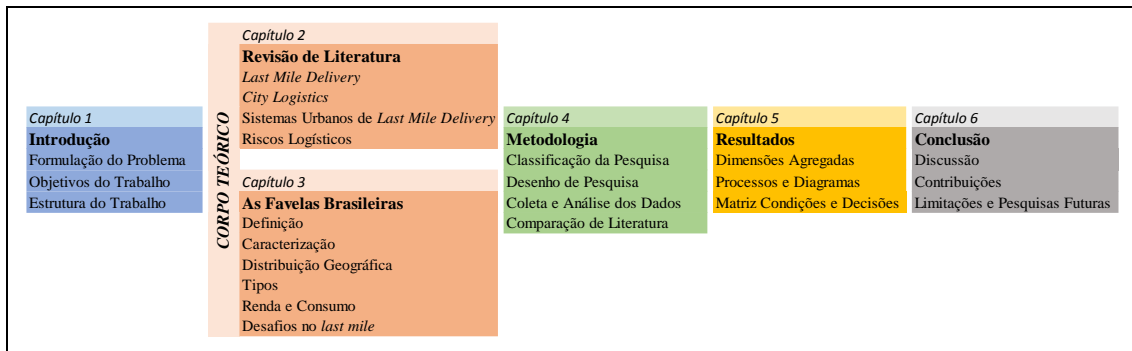 Capítulo 1
Introdução
Formulação do Problema
Objetivos do Trabalho
Estrutura do Trabalho
CORPO TEÓRICO
Capítulo 2
Revisão de Literatura
Last Mile Delivery
City Logistics
Sistemas Urbanos de Last Mile Delivery
Riscos Logísticos
Capítulo 3
As Favelas Brasileiras
Definição
Caracterização
Distribuição Geográfica
Tipos
Renda e Consumo
Desafios no last mile
Capítulo 4
Metodologia
Classificação da Pesquisa
Desenho de Pesquisa
Coleta e Análise dos Dados
Comparação de Literatura
Capítulo 5
Resultados
Dimensões Agregadas
Processos e Diagramas
Matriz Condições e Decisões
Capítulo 6
Conclusão
Discussão
Contribuições
Limitações e Pesquisas Futuras